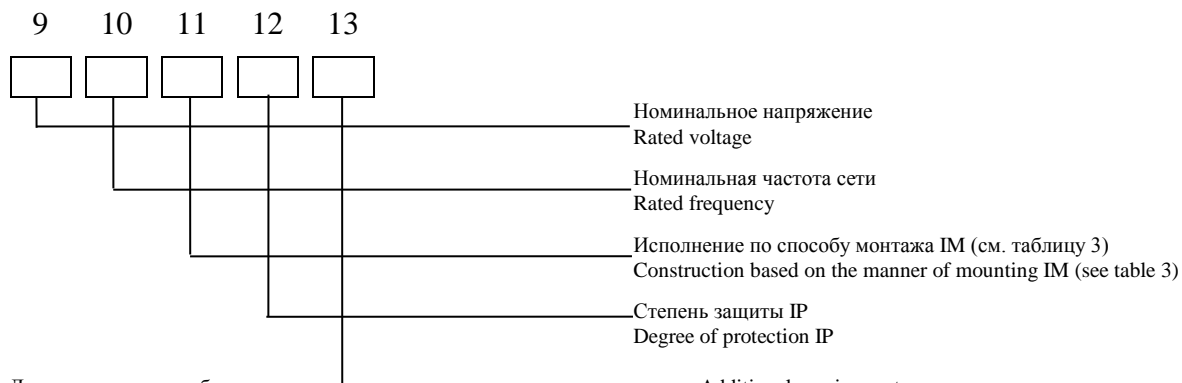 9 10 11 12 13
Номинальное напряжение
Rated voltage
Номинальная частота сети
Rated frequency
Исполнение по способу монтажа IM (см. таблицу 3)
Construction based on the manner of mounting IM (see table 3)
Степень защиты IP
Degree of protection IP